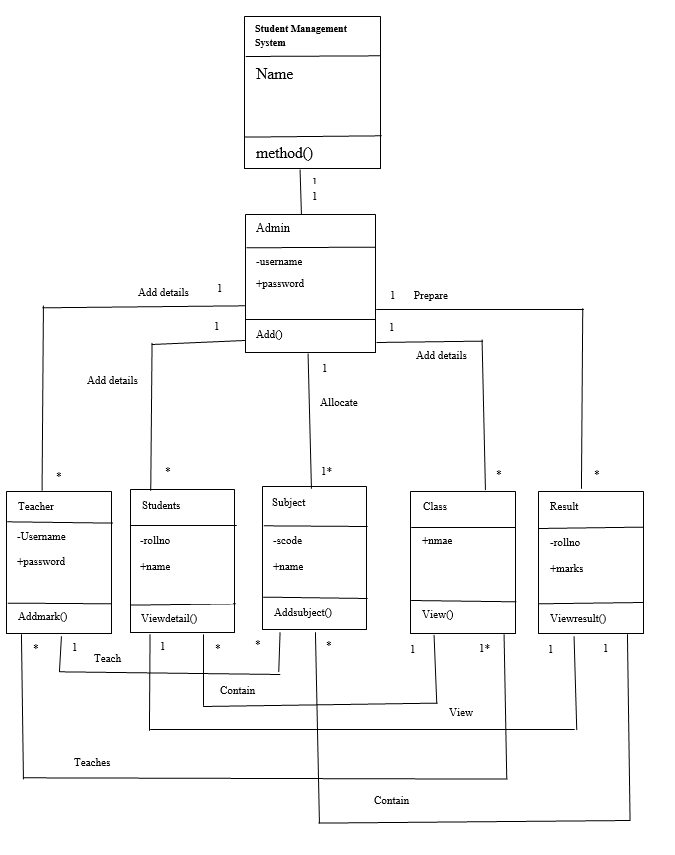 Student Management
System
Name
method()
1
1
Admin
-username
+password
Add()
Add details 1
1 Prepare
1
1
Add details
Add details
1
Allocate
*
*
1*
*
*
Teacher
-Username
+password
Addmark()
Students
-rollno
+name
Viewdetail()
Subject
-scode
+name
Addsubject()
Class
+nmae
View()
Result
-rollno
+marks
Viewresult()
* 1
1 *
* *
1 1*
1 1
Teach
Contain
View
Teaches
Contain